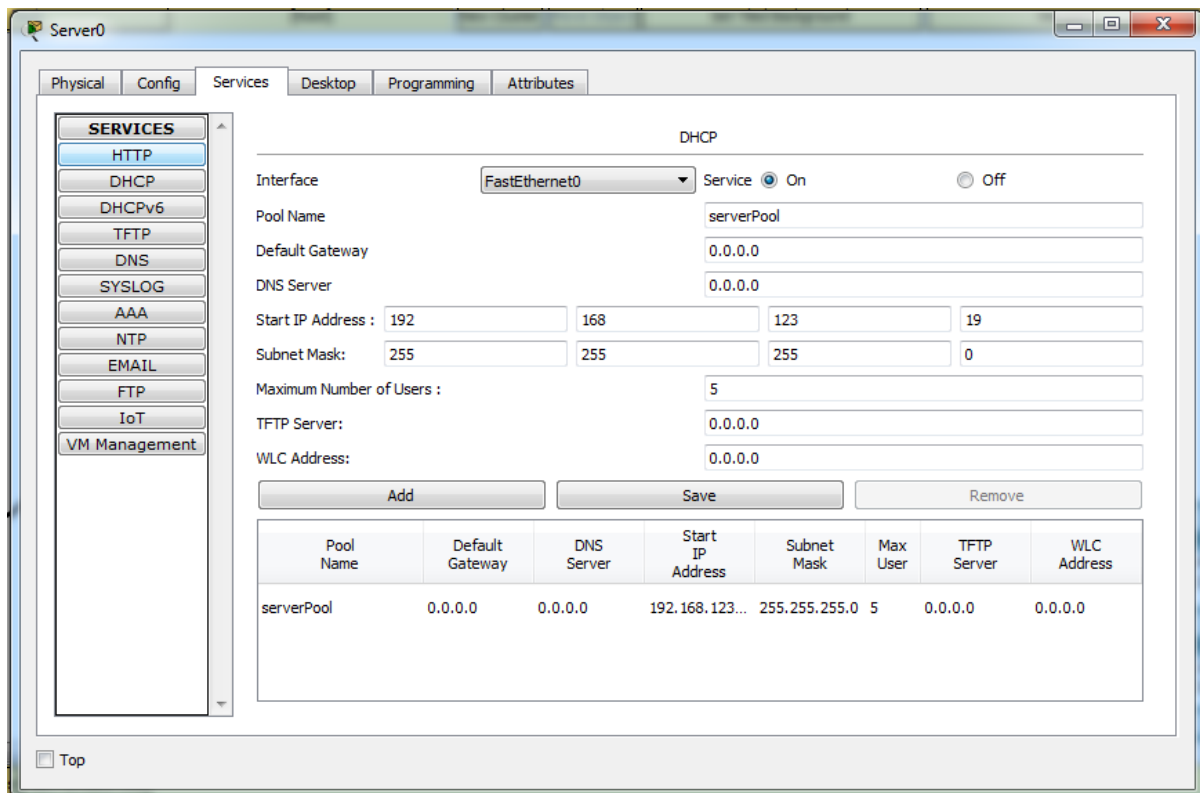 Server0
Physical Config Services Desktop Programming Attributes
SERVICES
HTTP
DHCP
DHCPv6
TFTP
DNS
SYSLOG
AAA
NTP
EMAIL
FTP
IoT
VM Management
DHCP
Interface FastEthernet0 Service On Off
Pool Name serverPool
Default Gateway 0.0.0.0
DNS Server 0.0.0.0
Start IP Address : 192 168 123 19
Subnet Mask: 255 255 255 0
Maximum Number of Users : 5
TFTP Server: 0.0.0.0
WLC Address: 0.0.0.0
Add Save Remove
Pool Name Default Gateway DNS Server Start IP Address Subnet Mask Max User TFTP Server WLC Address
serverPool 0.0.0.0 0.0.0.0 192.168.123... 255.255.255.0 5 0.0.0.0 0.0.0.0
Top